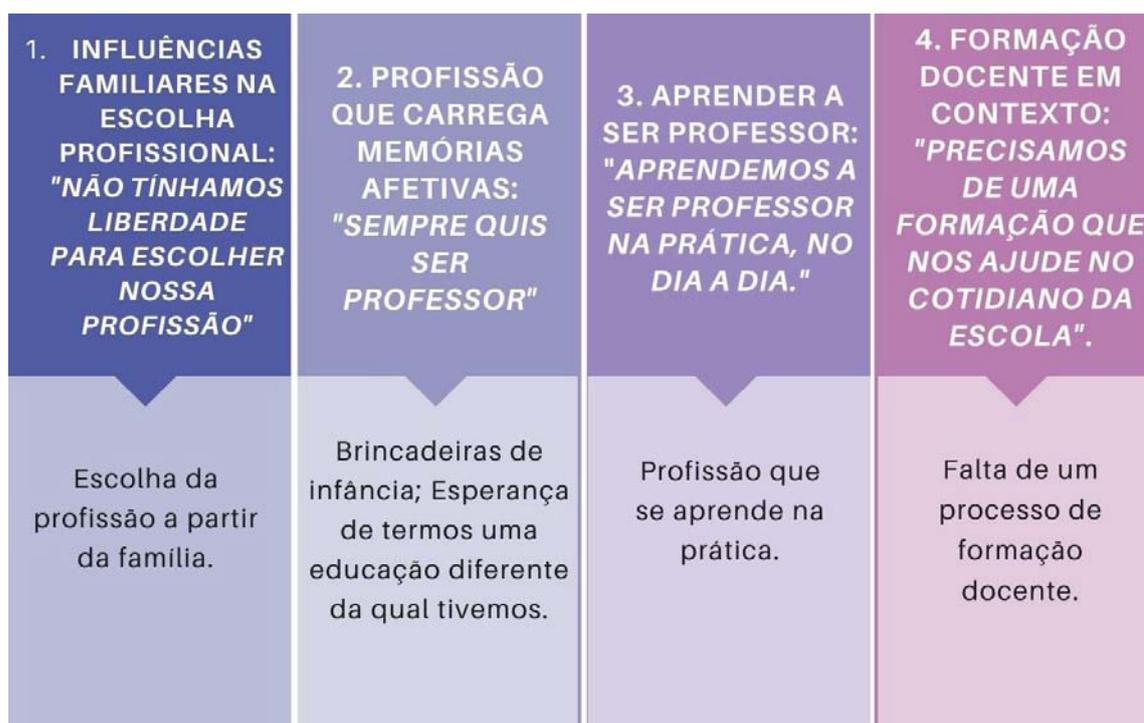 1. INFLUÊNCIAS
FAMILIARES NA
ESCOLHA
PROFISSIONAL:
"NÃO TÍNHAMOS
LIBERDADE
PARA ESCOLHER
NOSSA
PROFISSÃO"
Escolha da
profissão a partir
da família.
2. PROFISSÃO
QUE CARREGA
MEMÓRIAS
AFETIVAS:
"SEMPRE QUIS
SER
PROFESSOR"
Brincadeiras de
infância; Esperança
de termos uma
educação diferente
da qual tivemos.
3. APRENDER A
SER PROFESSOR:
"APRENDEMOS A
SER PROFESSOR
NA PRÁTICA, NO
DIA A DIA."
Profissão que
se aprende na
prática.
4. FORMAÇÃO
DOCENTE EM
CONTEXTO:
"PRECISAMOS
DE UMA
FORMAÇÃO QUE
NOS AJUDE NO
COTIDIANO DA
ESCOLA".
Falta de um
processo de
formação
docente.